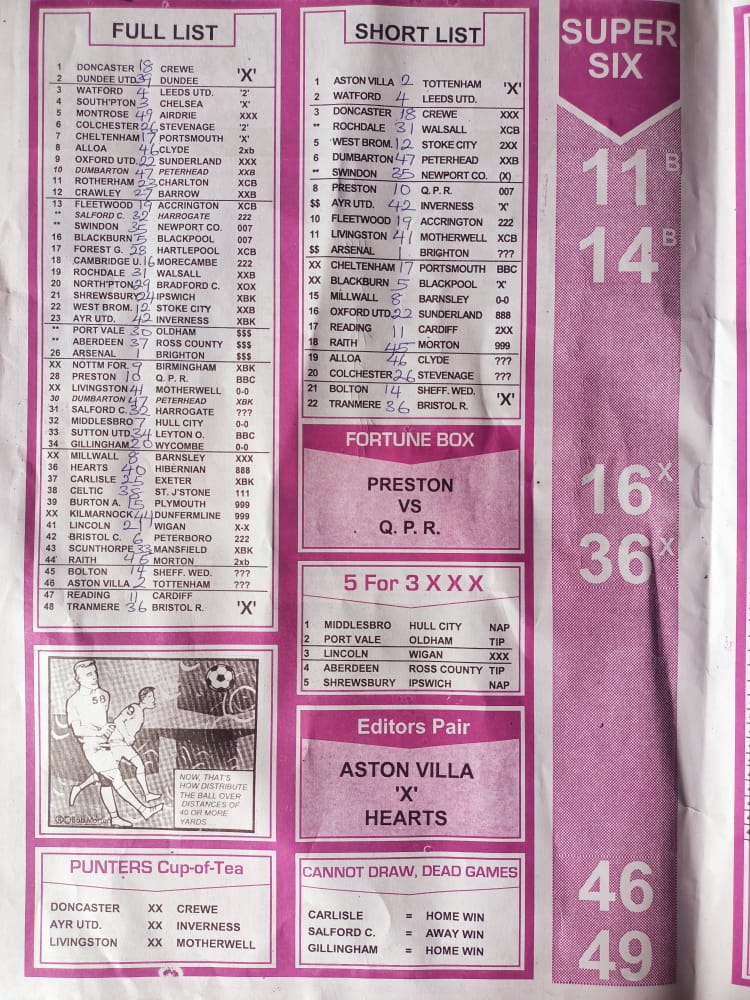 FULL LIST
1 DONCASTER 18 CREWE
'X'
2 DUNDEE UTD. 39 DUNDEE
3 WATFORD 4 LEEDS UTD. '2'
4 SOUTH'PTON 3 CHELSEA 'X'
5 MONTROSE 49 AIRDRIE XXX
6 COLCHESTER 26 STEVENAGE '2'
7 CHELTENHAM 17 PORTSMOUTH 'X'
8 ALLOA 46 CLYDE 2xb
9 OXFORD UTD. 22 SUNDERLAND XXX
10 DUMBARTON 47 PETERHEAD XXB
11 ROTHERHAM 23 CHARLTON XCB
12 CRAWLEY 27 BARROW XXB
13 FLEETWOOD 19 ACCRINGTON XCB
** SALFORD C. 32 HARROGATE 222
** SWINDON 35 NEWPORT CO. 007
16 BLACKBURN 5 BLACKPOOL 007
17 FOREST G. 28 HARTLEPOOL XCB
18 CAMBRIDGE U. 16 MORECAMBE 222
19 ROCHDALE 31 WALSALL XXB
20 NORTH'PTON 29 BRADFORD C. XOX
21 SHREWSBURY 24 IPSWICH XBK
22 WEST BROM. 12 STOKE CITY XXB
23 AYR UTD. 42 INVERNESS XBK
** PORT VALE 30 OLDHAM $$$
** ABERDEEN 37 ROSS COUNTY $$$
26 ARSENAL 1 BRIGHTON $$$
XX NOTTM FOR. 9 BIRMINGHAM XBK
28 PRESTON 10 Q. P. R. BBC
XX LIVINGSTON 41 MOTHERWELL 0-0
30 DUMBARTON 47 PETERHEAD XBK
31 SALFORD C. 32 HARROGATE ???
32 MIDDLESBRO 7 HULL CITY 0-0
33 SUTTON UTD. 34 LEYTON O. BBC
34 GILLINGHAM 20 WYCOMBE 0-0
XX MILLWALL 8 BARNSLEY XXX
36 HEARTS 40 HIBERNIAN 888
37 CARLISLE 25 EXETER XBK
38 CELTIC 38 ST. J'STONE 111
39 BURTON A. 15 PLYMOUTH 999
XX KILMARNOCK 44 DUNFERMLINE 999
41 LINCOLN 21 WIGAN X-X
42 BRISTOL C. 6 PETERBORO 222
43 SCUNTHORPE 33 MANSFIELD XBK
44 RAITH 45 MORTON 2xb
45 BOLTON 14 SHEFF. WED. ???
46 ASTON VILLA 2 TOTTENHAM ???
47 READING 11 CARDIFF
'X'
48 TRANMERE 36 BRISTOL R.
58
NOW, THAT'S
HOW DISTRIBUTE
THE BALL OVER
DISTANCES OF
40 OR MORE
YARDS
PUNTERS Cup-of-Tea
DONCASTER XX CREWE
AYR UTD. XX INVERNESS
LIVINGSTON XX MOTHERWELL
SHORT LIST
1 ASTON VILLA 2 TOTTENHAM
'X'
2 WATFORD 4 LEEDS UTD.
3 DONCASTER 18 CREWE XXX
** ROCHDALE 31 WALSALL XCB
5 WEST BROM. 12 STOKE CITY 2XX
6 DUMBARTON 47 PETERHEAD XXB
** SWINDON 35 NEWPORT CO. (X)
8 PRESTON 10 Q. P. R. 007
$$ AYR UTD. 42 INVERNESS 'X'
10 FLEETWOOD 19 ACCRINGTON 222
11 LIVINGSTON 41 MOTHERWELL XCB
$$ ARSENAL 1 BRIGHTON ???
XX CHELTENHAM 17 PORTSMOUTH BBC
XX BLACKBURN 5 BLACKPOOL 'X'
15 MILLWALL 8 BARNSLEY 0-0
16 OXFORD UTD. 22 SUNDERLAND 888
17 READING 11 CARDIFF 2XX
18 RAITH 45 MORTON 999
19 ALLOA 46 CLYDE ???
20 COLCHESTER 26 STEVENAGE ???
21 BOLTON 14 SHEFF. WED.
'X'
22 TRANMERE 36 BRISTOL R.
FORTUNE BOX
PRESTON
VS
Q. P. R.
5 For 3 X X X
1 MIDDLESBRO HULL CITY NAP
2 PORT VALE OLDHAM TIP
3 LINCOLN WIGAN XXX
4 ABERDEEN ROSS COUNTY TIP
5 SHREWSBURY IPSWICH NAP
Editors Pair
ASTON VILLA
'X'
HEARTS
CANNOT DRAW, DEAD GAMES
CARLISLE = HOME WIN
SALFORD C. = AWAY WIN
GILLINGHAM = HOME WIN
SUPER
SIX
11 B
14 B
16 X
36 X
46
49